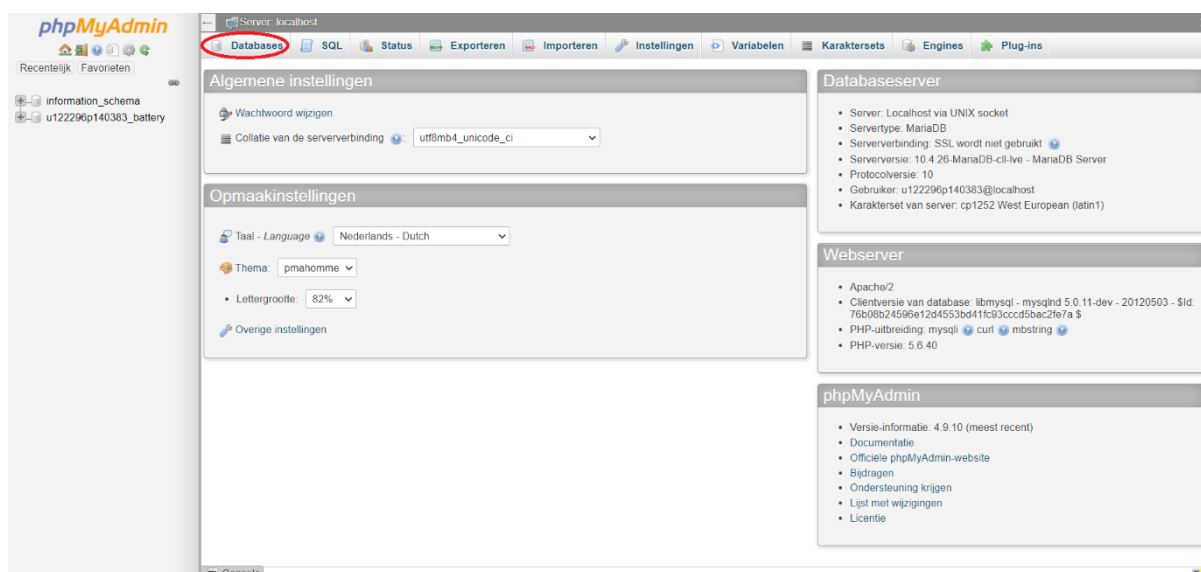 phpMyAdmin
Recentelijk Favorieten
information_schema
u122296p140383_battery
Server: localhost
Databases SQL Status Exporteren Importeren Instellingen Variabelen Karaktersets Engines Plug-ins
Algemene instellingen
Wachtwoord wijzigen
Collatie van de serververbinding : utf8mb4_unicode_ci
Opmaakinstellingen
Taal - Language Nederlands - Dutch
Thema: pmahomme
• Lettergrootte: 82%
Overige instellingen
Databaseserver
• Server: Localhost via UNIX socket
• Servertype: MariaDB
• Serververbinding: SSL wordt niet gebruikt
• Serverversie: 10.4.26-MariaDB-cll-lve - MariaDB Server
• Protocolversie: 10
• Gebruiker: u122296p140383@localhost
• Karakterset van server: cp1252 West European (latin1)
Webserver
• Apache/2
• Cliëntversie van database: libmysql - mysqlnd 5.0.11-dev - 20120503 - $Id:
76b08b24596e12d4553bd41fc93cccd5bac2fe7a $
• PHP-uitbreiding: mysqli curl mbstring
• PHP-versie: 5.6.40
phpMyAdmin
• Versie-informatie: 4.9.10 (meest recent)
• Documentatie
• Officiële phpMyAdmin-website
• Bijdragen
• Ondersteuning krijgen
• Lijst met wijzigingen
• Licentie
Console